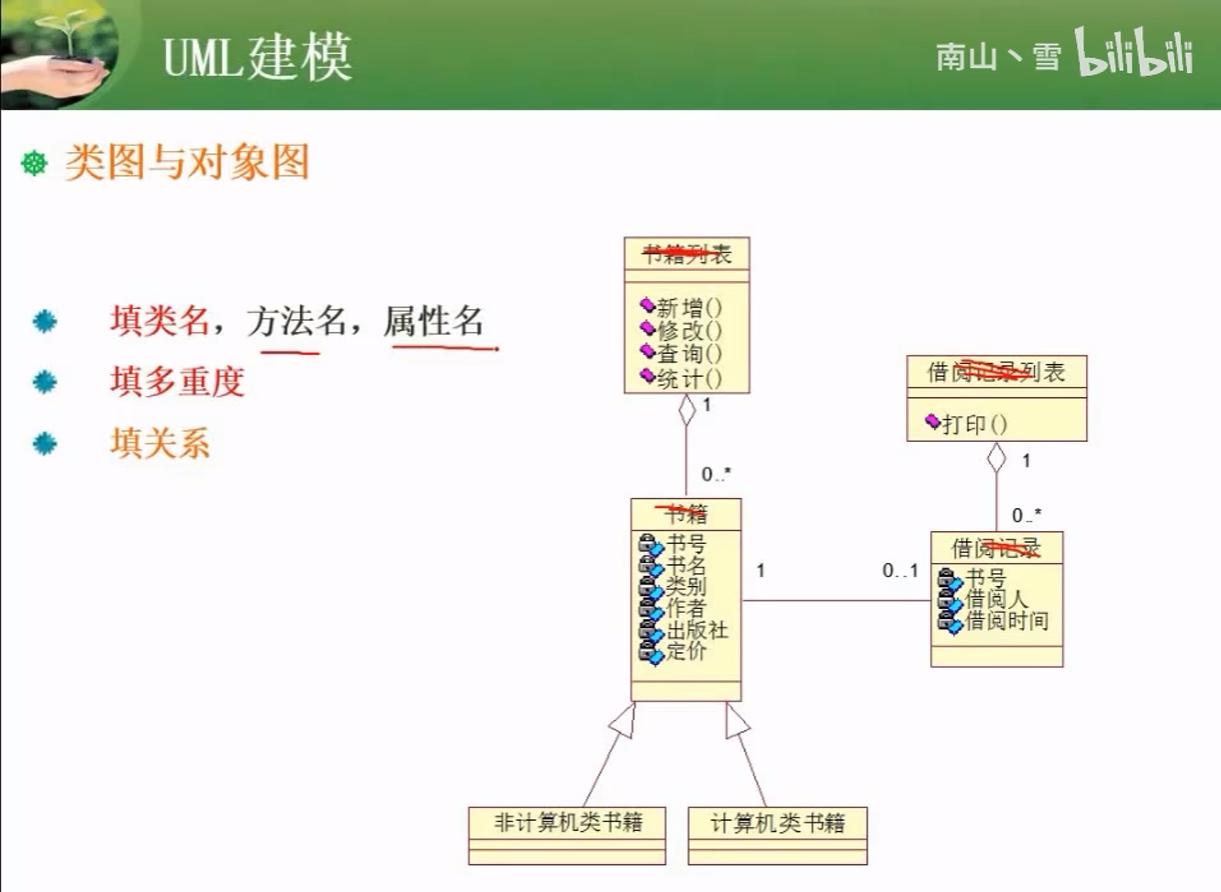 UML建模
南山丶雪 bilibili
类图与对象图
填类名，方法名，属性名
填多重度
填关系
书籍列表
新增()
修改()
查询()
统计()
1
0..*
借阅记录列表
打印()
1
0..*
书籍
书号
书名
类别
作者
出版社
定价
1
0..1
借阅记录
书号
借阅人
借阅时间
非计算机类书籍
计算机类书籍